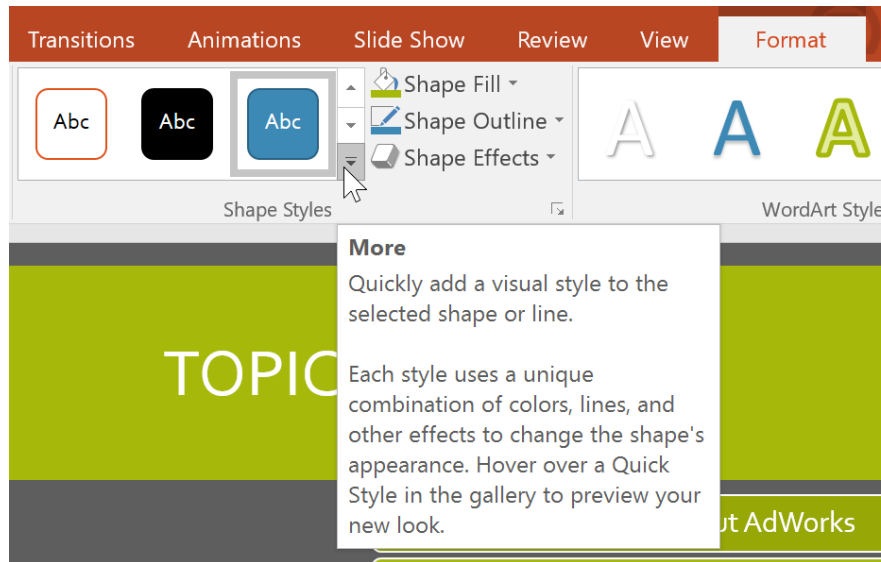 Transitions Animations Slide Show Review View Format
Abc Abc Abc
Shape Fill
Shape Outline
Shape Effects
A A A
Shape Styles
WordArt Style
More
Quickly add a visual style to the
selected shape or line.
Each style uses a unique
combination of colors, lines, and
other effects to change the shape's
appearance. Hover over a Quick
Style in the gallery to preview your
new look.
TOPIC
AdWorks